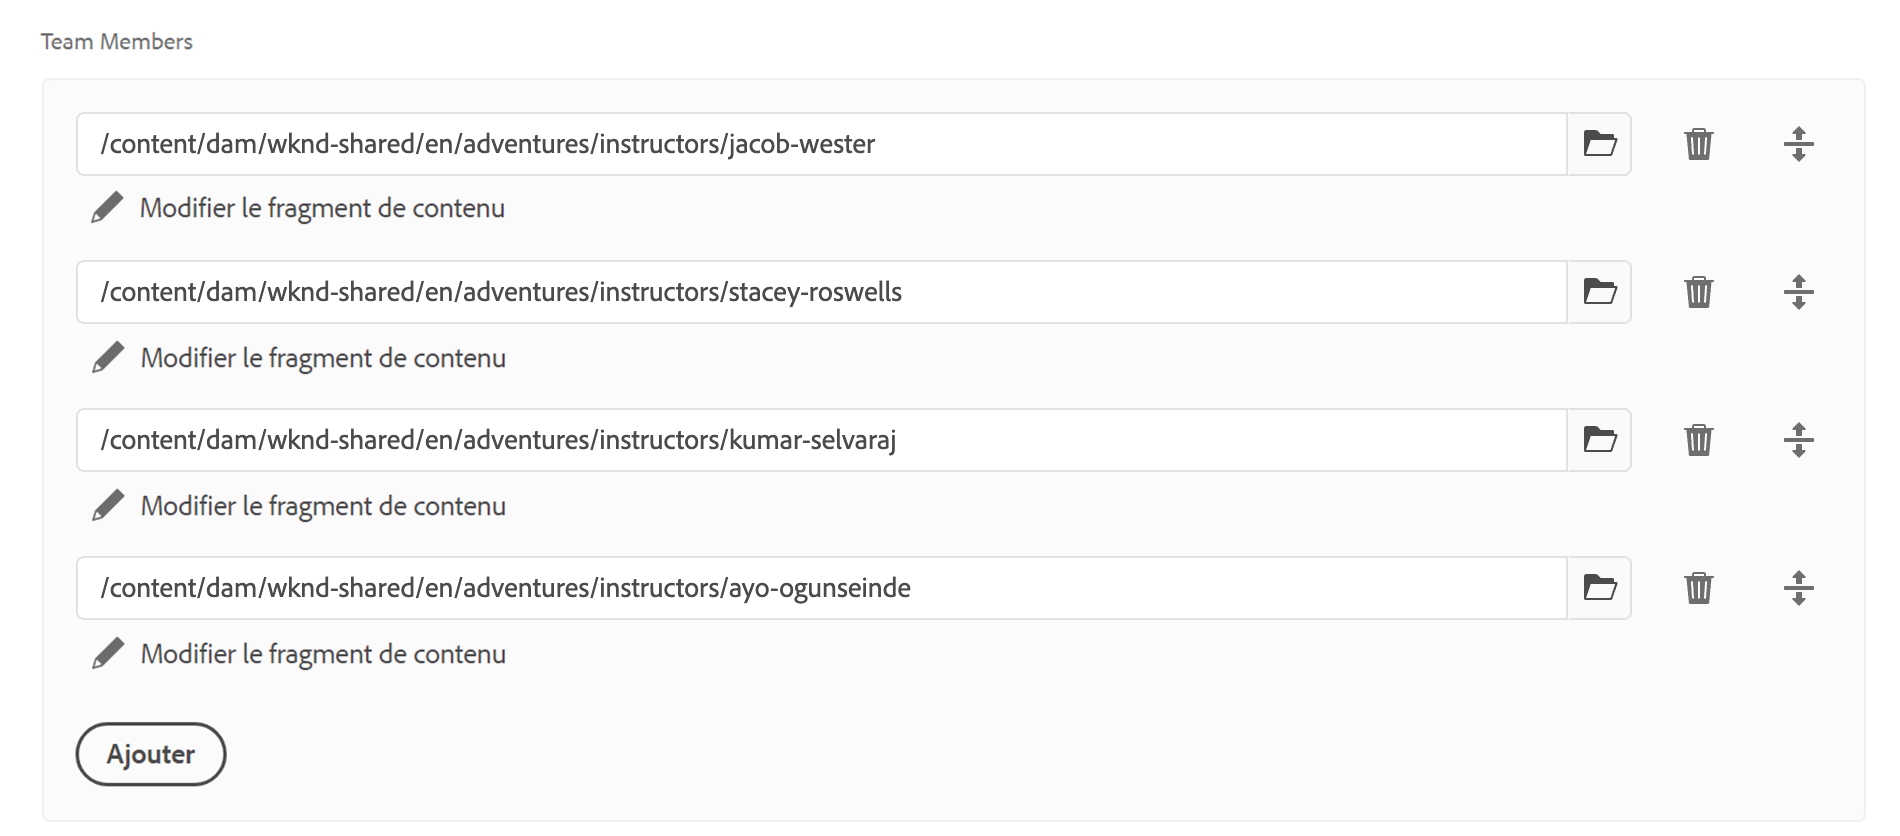 Team Members
/content/dam/wknd-shared/en/adventures/instructors/jacob-wester
Modifier le fragment de contenu
/content/dam/wknd-shared/en/adventures/instructors/stacey-roswells
Modifier le fragment de contenu
/content/dam/wknd-shared/en/adventures/instructors/kumar-selvaraj
Modifier le fragment de contenu
/content/dam/wknd-shared/en/adventures/instructors/ayo-ogunseinde
Modifier le fragment de contenu
Ajouter